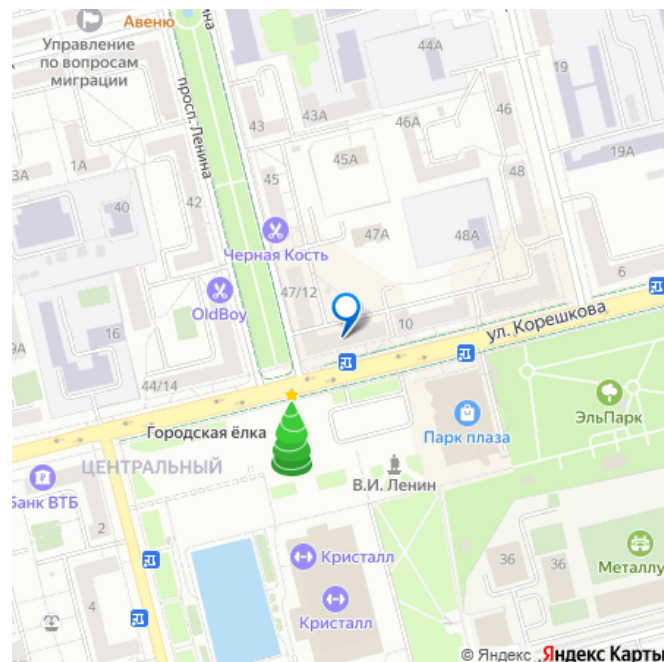 Авеню
Управление
по вопросам
миграции
просп. Ленина
44А
19
43
43А
46А
46
19А
3А
1А
40
42
45
45А
48
Черная Кость
47А
48А
6
OldBoy
47/12
10
ул. Корешкова
9А
16
44/14
Городская ёлка
Парк плаза
ЭльПарк
ЦЕНТРАЛЬНЫЙ
В.И. Ленин
Банк ВТБ
2
Кристалл
36
36
Металлу
4
Кристалл
© Яндекс Яндекс Карты